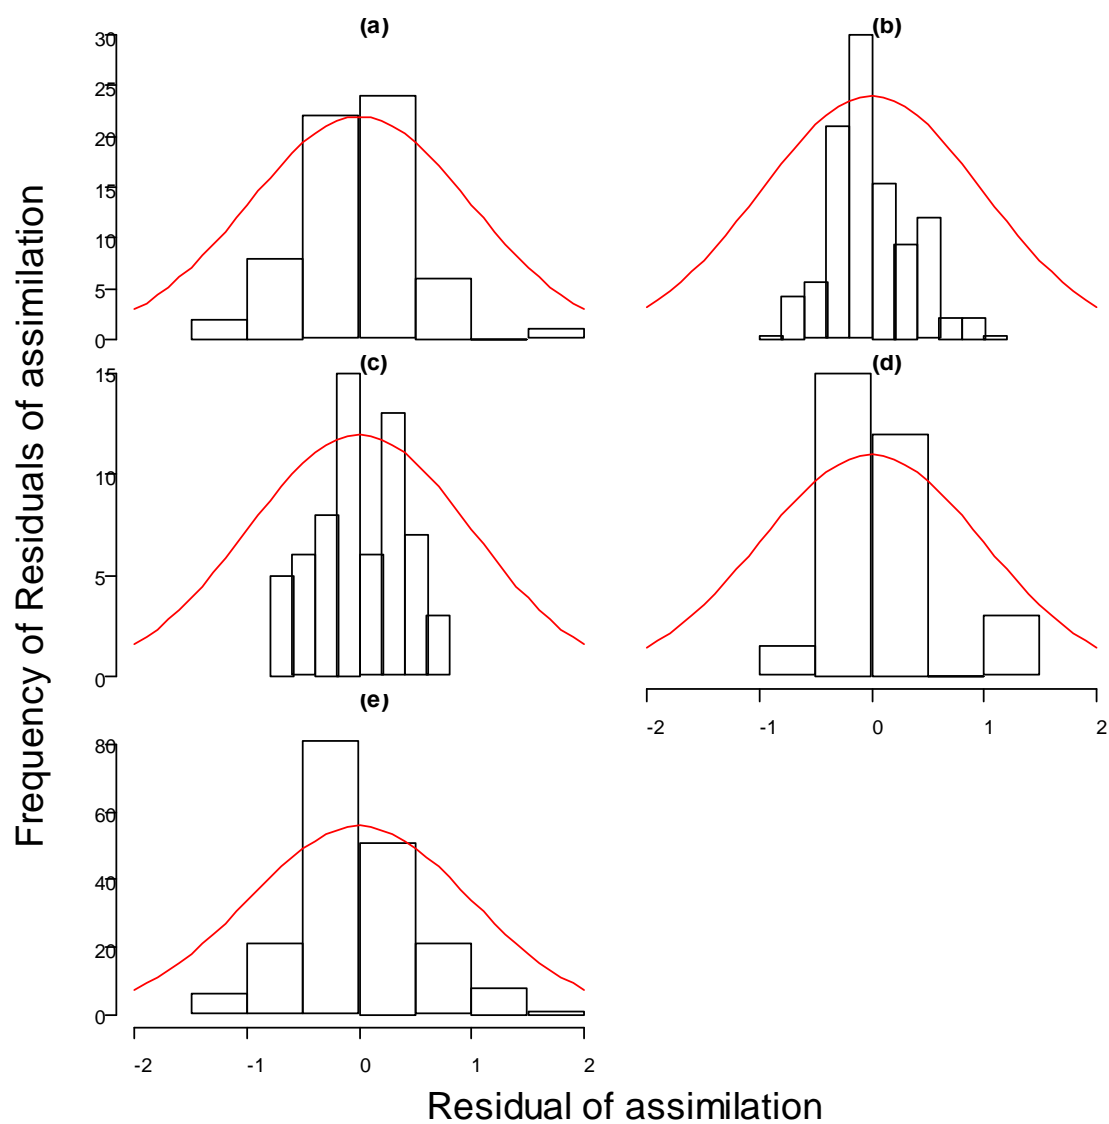 (a)
(b)
30
25
20
15
10
5
0
(c)
(d)
15
10
5
0
-2 -1 0 1 2
(e)
80
60
40
20
0
-2 -1 0 1 2
Frequency of Residuals of assimilation
Residual of assimilation